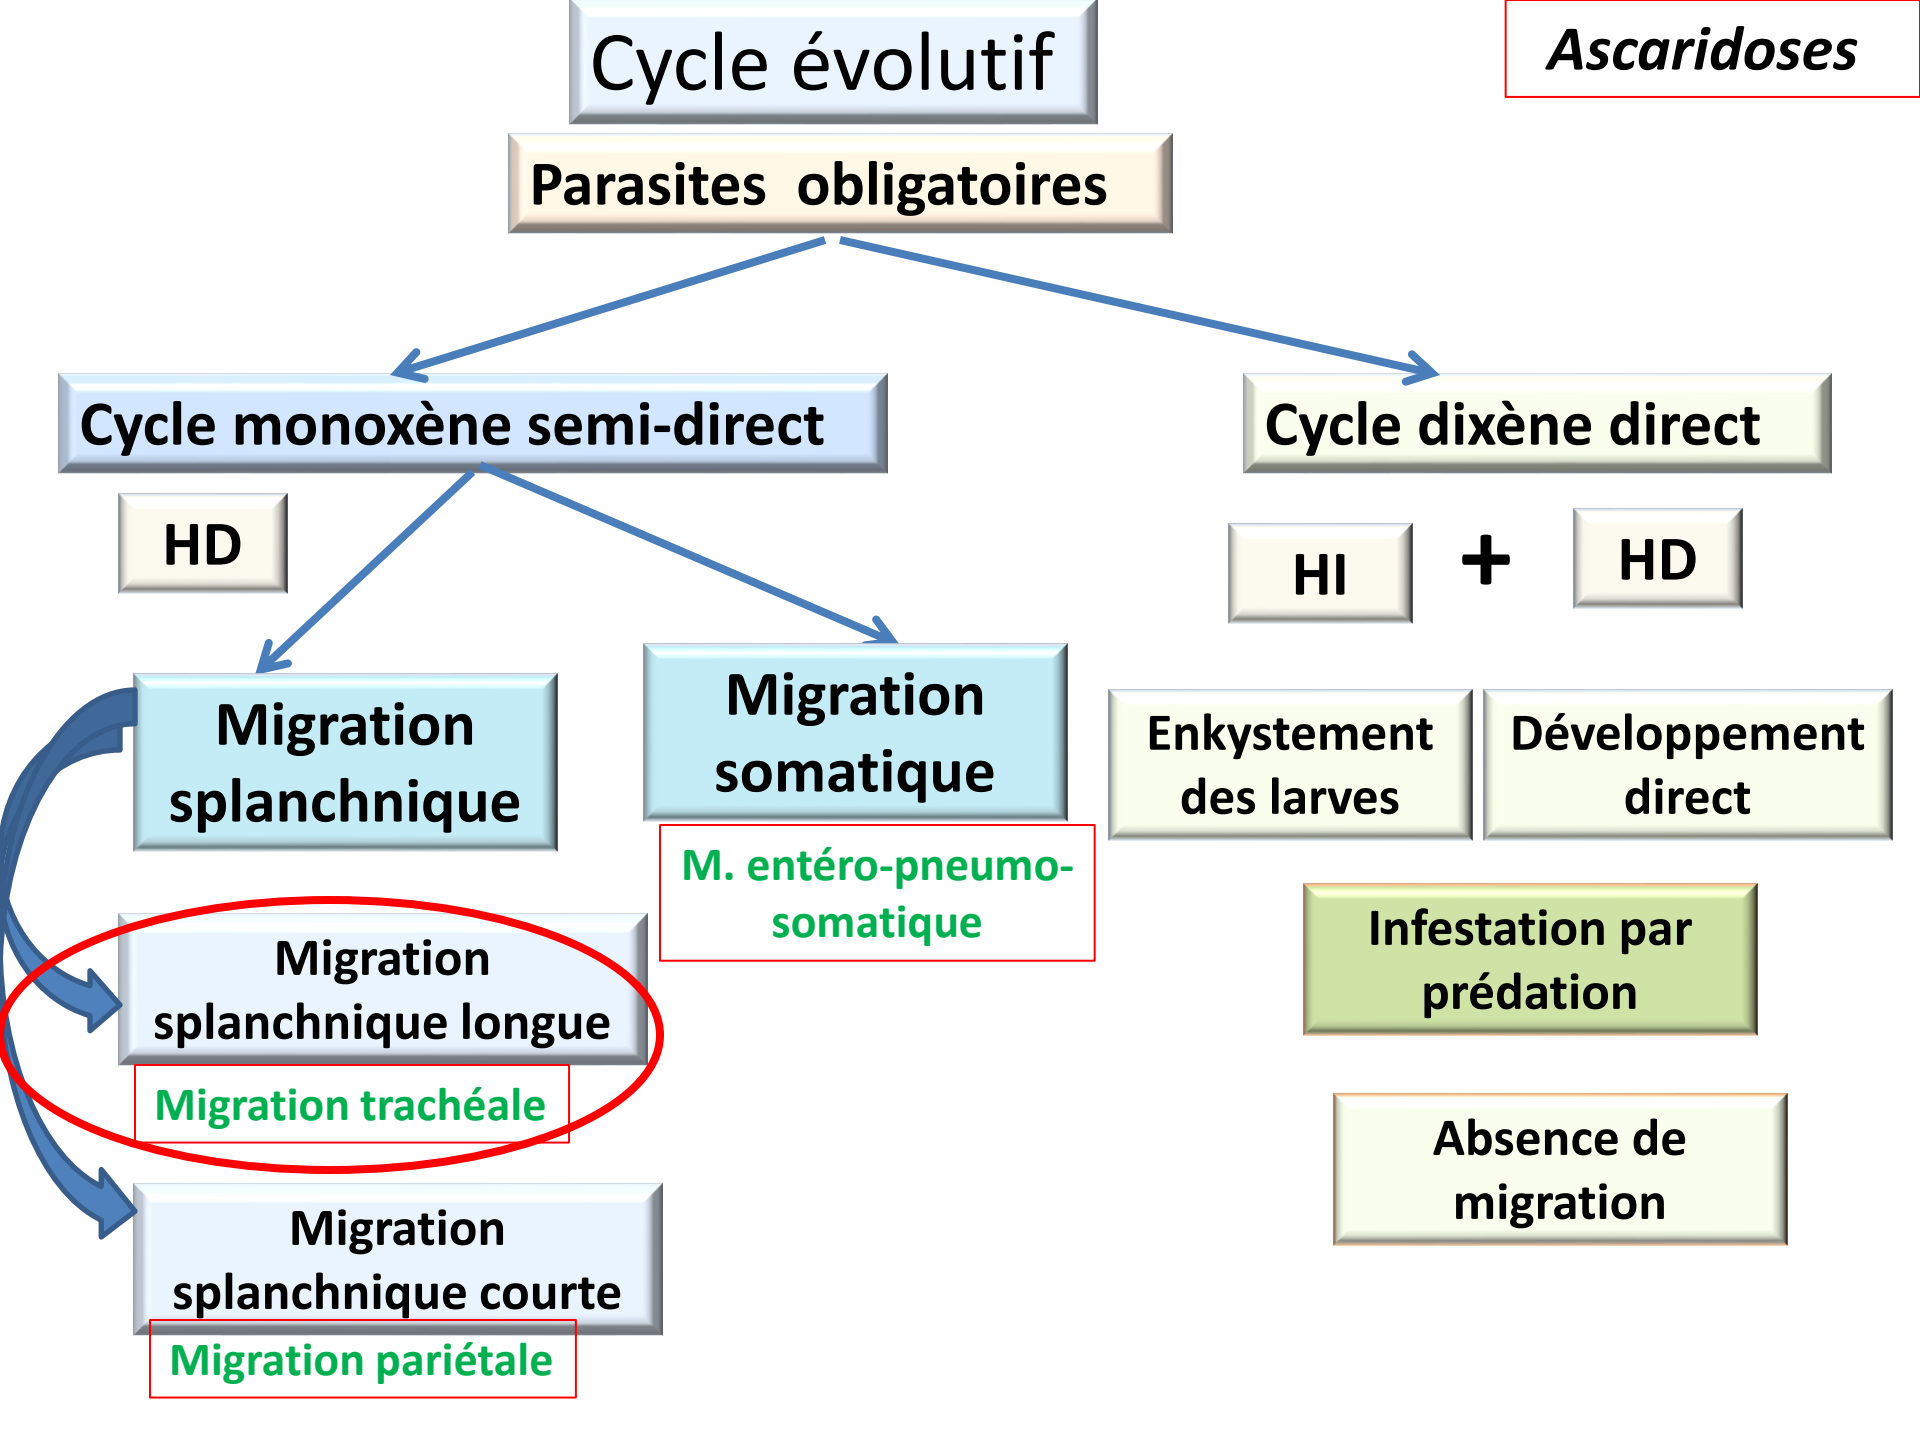 Cycle évolutif
Ascaridoses
Parasites obligatoires
Cycle monoxène semi-direct
Cycle dixène direct
HD
HI
+
HD
Migration
splanchnique
Migration
somatique
M. entéro-pneumo-
somatique
Enkystement
des larves
Développement
direct
Migration
splanchnique longue
Migration trachéale
Infestation par
prédation
Absence de
migration
Migration
splanchnique courte
Migration pariétale